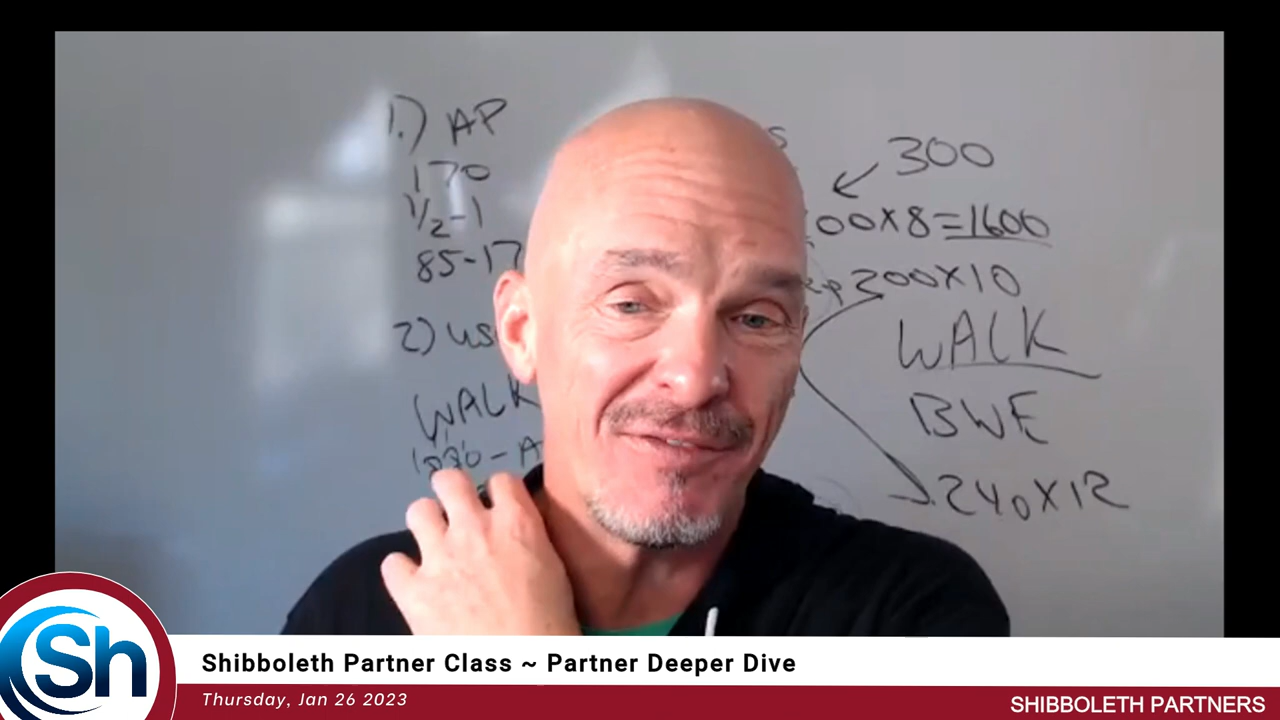 1.) AP
170
1/2-1
85-17
2) us
WALK
300
00X8=1600
200X10
WALK
BWE
240X12
Sh
Shibboleth Partner Class ~ Partner Deeper Dive
Thursday, Jan 26 2023
SHIBBOLETH PARTNERS